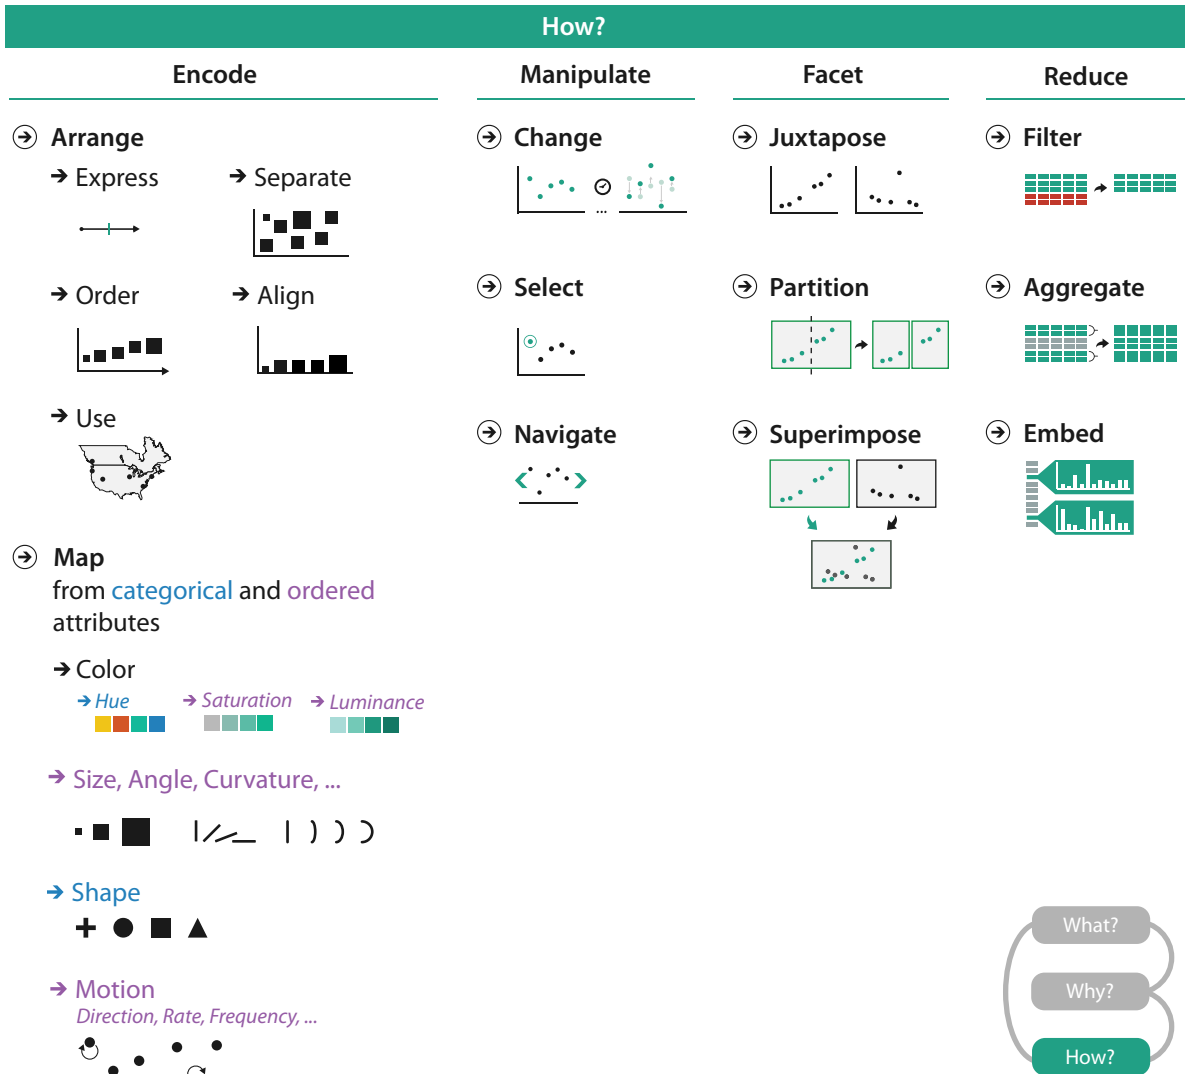 How?
Encode
Manipulate
Facet
Reduce
Arrange
Express
Separate
Order
Align
Use
Map
from categorical and ordered
attributes
Color
Hue
Saturation
Luminance
Size, Angle, Curvature, ...
Shape
Motion
Direction, Rate, Frequency, ...
Change
...
Select
Navigate
Juxtapose
Partition
Superimpose
Filter
Aggregate
Embed
What?
Why?
How?